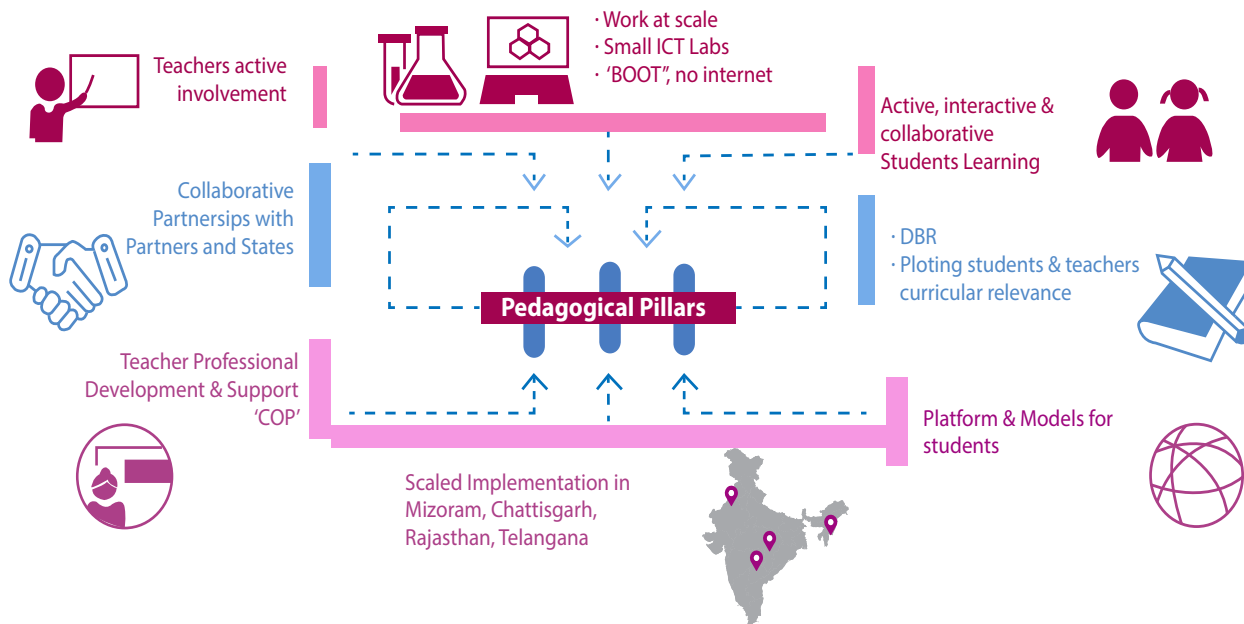 · Work at scale
· Small ICT Labs
· ‘BOOT”, no internet
Teachers active
involvement
Active, interactive &
collaborative
Students Learning
Collaborative
Partnersips with
Partners and States
· DBR
· Ploting students & teachers
curricular relevance
Pedagogical Pillars
Teacher Professional
Development & Support
‘COP’
Platform & Models for
students
Scaled Implementation in
Mizoram, Chattisgarh,
Rajasthan, Telangana